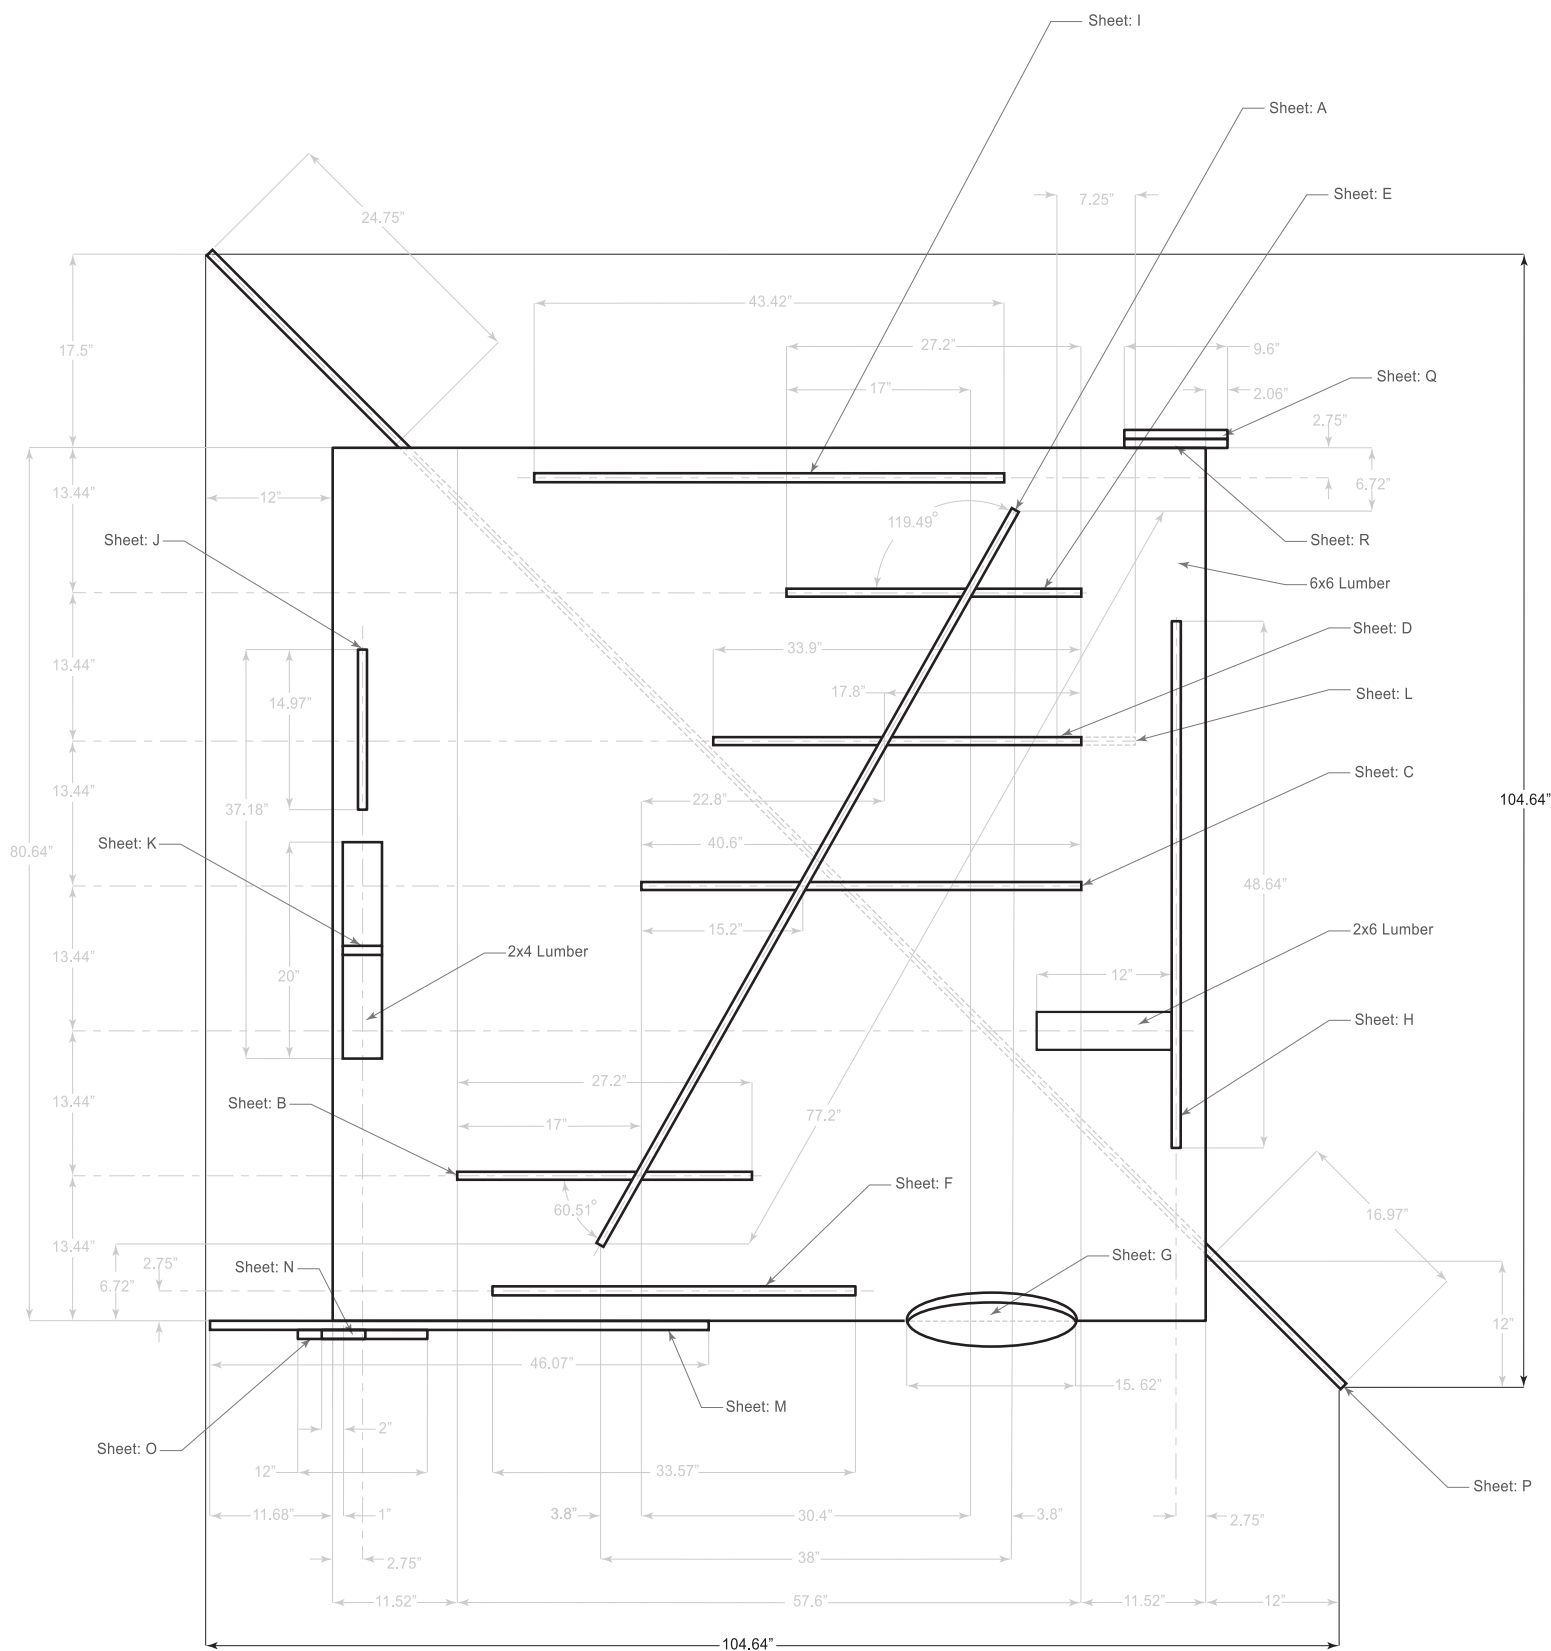 Sheet: I
Sheet: A
Sheet: E
7.25"
24.75"
43.42"
17.5"
27.2"
9.6"
Sheet: Q
17"
2.06"
2.75"
6.72"
13.44"
12"
119.49°
Sheet: J
Sheet: R
6x6 Lumber
Sheet: D
33.9"
13.44"
17.8"
Sheet: L
14.97"
Sheet: C
13.44"
22.8"
37.18"
104.64"
Sheet: K
40.6"
80.64"
48.64"
15.2"
2x6 Lumber
13.44"
2x4 Lumber
20"
12"
Sheet: H
27.2"
13.44"
Sheet: B
77.2"
17"
Sheet: F
60.51°
16.97"
13.44"
Sheet: G
2.75"
Sheet: N
6.72"
12"
46.07"
15. 62"
Sheet: M
2"
Sheet: O
12"
33.57"
Sheet: P
11.68"
1"
3.8"
30.4"
3.8"
2.75"
2.75"
38"
11.52"
57.6"
11.52"
12"
104.64"